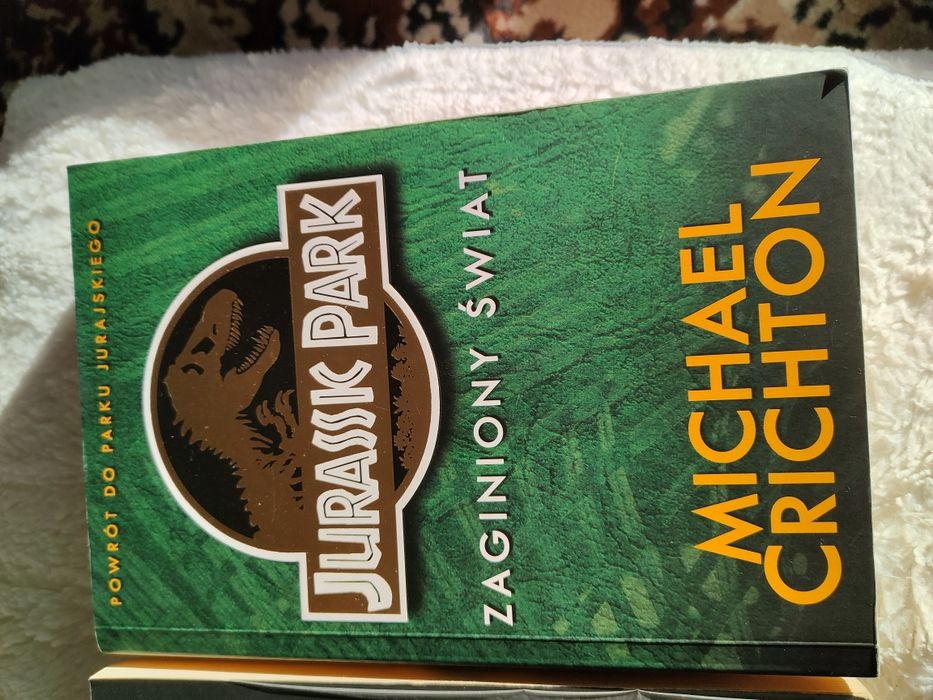 POWRÓT DO PARKU JURAJSKIEGO
JURASSIC PARK
ZAGINIONY ŚWIAT
MICHAEL
CRICHTON